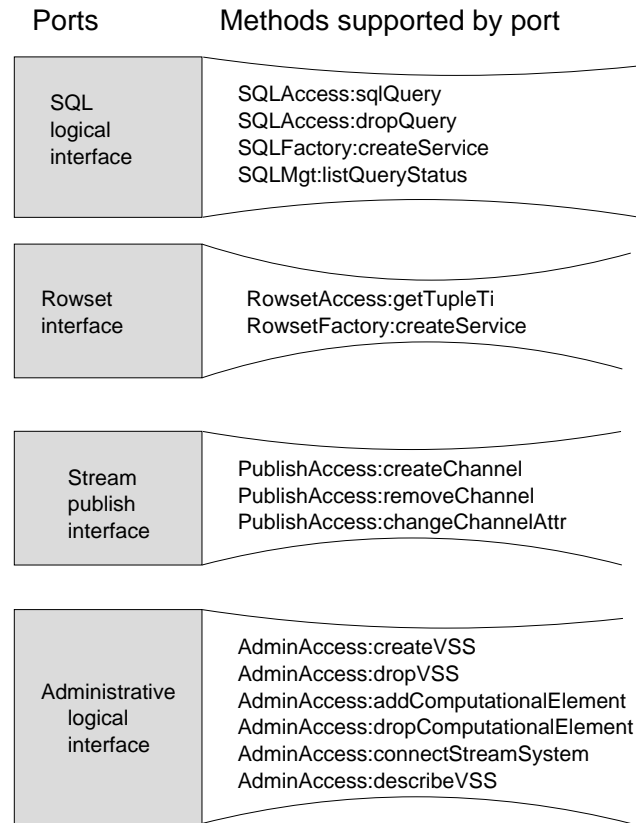 Ports Methods supported by port
SQL
logical
interface
SQLAccess:sqlQuery
SQLAccess:dropQuery
SQLFactory:createService
SQLMgt:listQueryStatus
Rowset
interface
RowsetAccess:getTupleTi
RowsetFactory:createService
Stream
publish
interface
PublishAccess:createChannel
PublishAccess:removeChannel
PublishAccess:changeChannelAttr
Administrative
logical
interface
AdminAccess:createVSS
AdminAccess:dropVSS
AdminAccess:addComputationalElement
AdminAccess:dropComputationalElement
AdminAccess:connectStreamSystem
AdminAccess:describeVSS